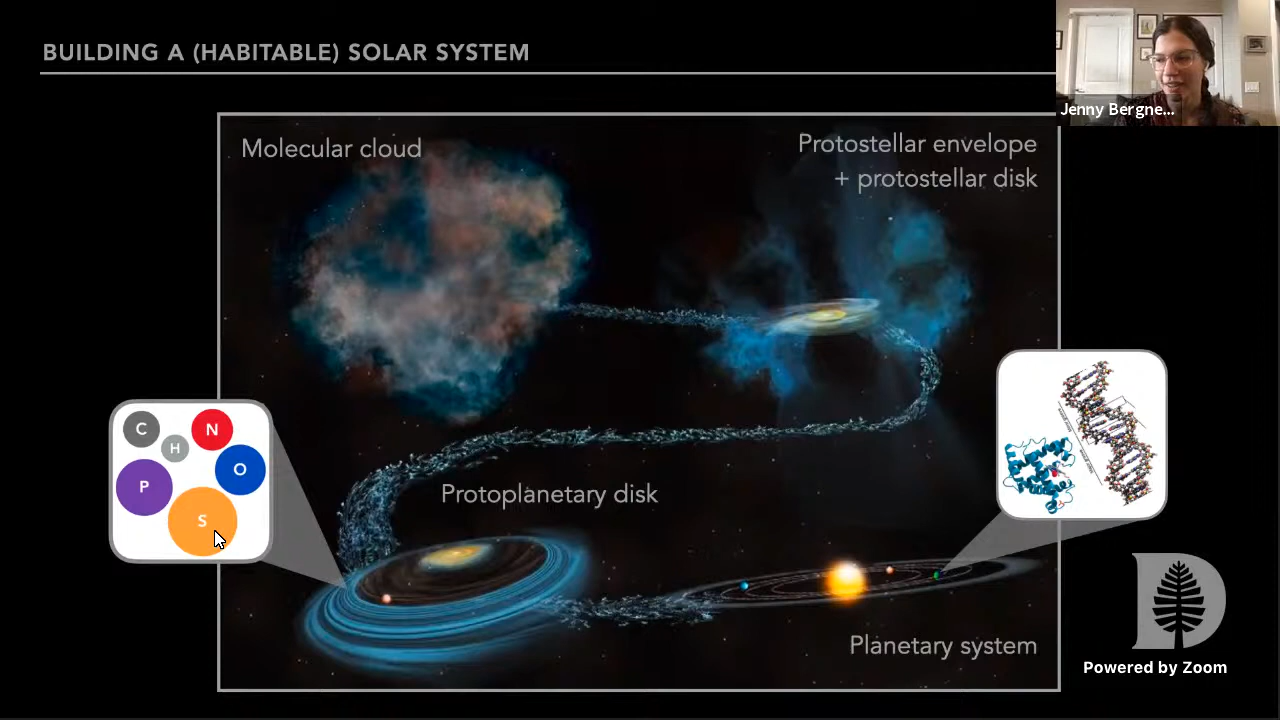 BUILDING A (HABITABLE) SOLAR SYSTEM
Jenny Bergne...
Molecular cloud
Protostellar envelope
+ protostellar disk
C
N
H
O
P
S
Protoplanetary disk
Planetary system
D
Powered by Zoom